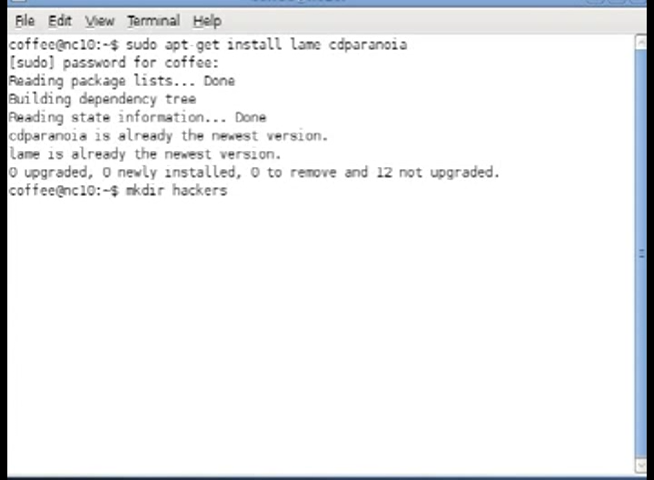 File Edit View Terminal Help
coffee@nc10:~$ sudo apt-get install lame cdparanoia
[sudo] password for coffee:
Reading package lists... Done
Building dependency tree
Reading state information... Done
cdparanoia is already the newest version.
lame is already the newest version.
0 upgraded, 0 newly installed, 0 to remove and 12 not upgraded.
coffee@nc10:~$ mkdir hackers